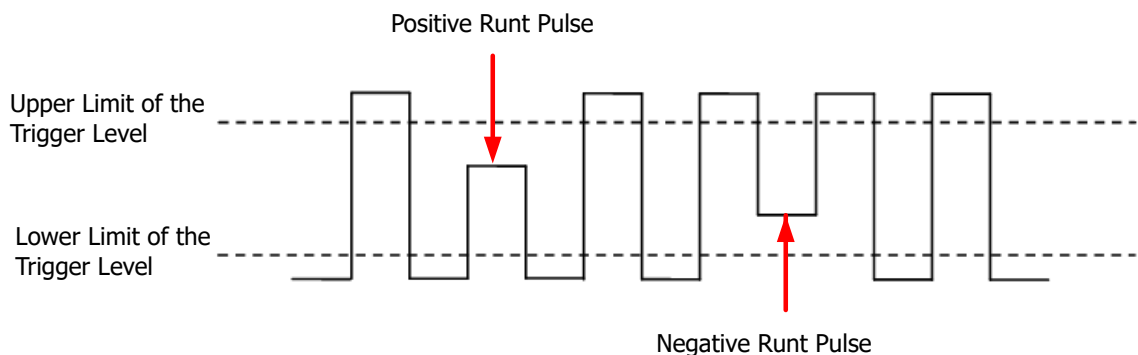 Positive Runt Pulse
Upper Limit of the
Trigger Level
Lower Limit of the
Trigger Level
Negative Runt Pulse